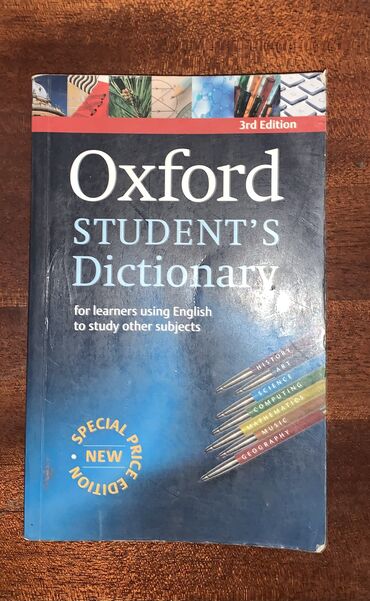 3rd Edition
Oxford
STUDENT'S
Dictionary
for learners using English
to study other subjects
HISTORY
ART
SCIENCE
COMPUTING
MATHEMATICS
MUSIC
GEOGRAPHY
SPECIAL PRICE EDITION
• NEW •